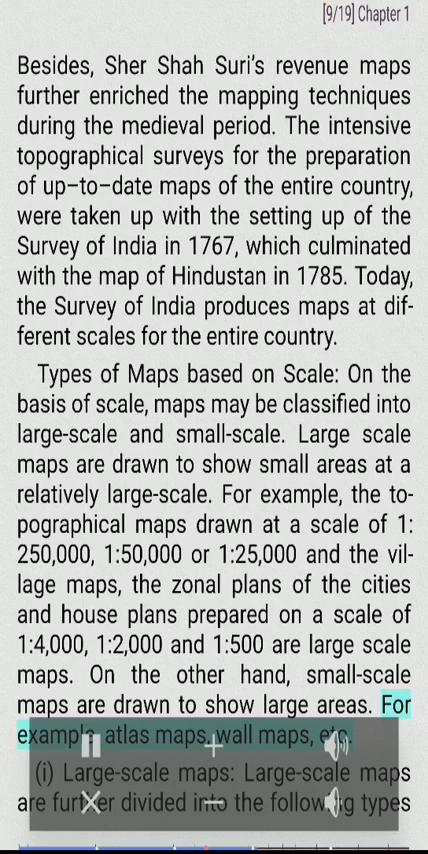 [9/19] Chapter 1
Besides, Sher Shah Suri's revenue maps
further enriched the mapping techniques
during the medieval period. The intensive
topographical surveys for the preparation
of up-to-date maps of the entire country,
were taken up with the setting up of the
Survey of India in 1767, which culminated
with the map of Hindustan in 1785. Today,
the Survey of India produces maps at dif-
ferent scales for the entire country.
Types of Maps based on Scale: On the
basis of scale, maps may be classified into
large-scale and small-scale. Large scale
maps are drawn to show small areas at a
relatively large-scale. For example, the to-
pographical maps drawn at a scale of 1:
250,000, 1:50,000 or 1:25,000 and the vil-
lage maps, the zonal plans of the cities
and house plans prepared on a scale of
1:4,000, 1:2,000 and 1:500 are large scale
maps. On the other hand, small-scale
maps are drawn to show large areas. For
example, atlas maps, wall maps, etc.
(i) Large-scale maps: Large-scale maps
are further divided into the following types